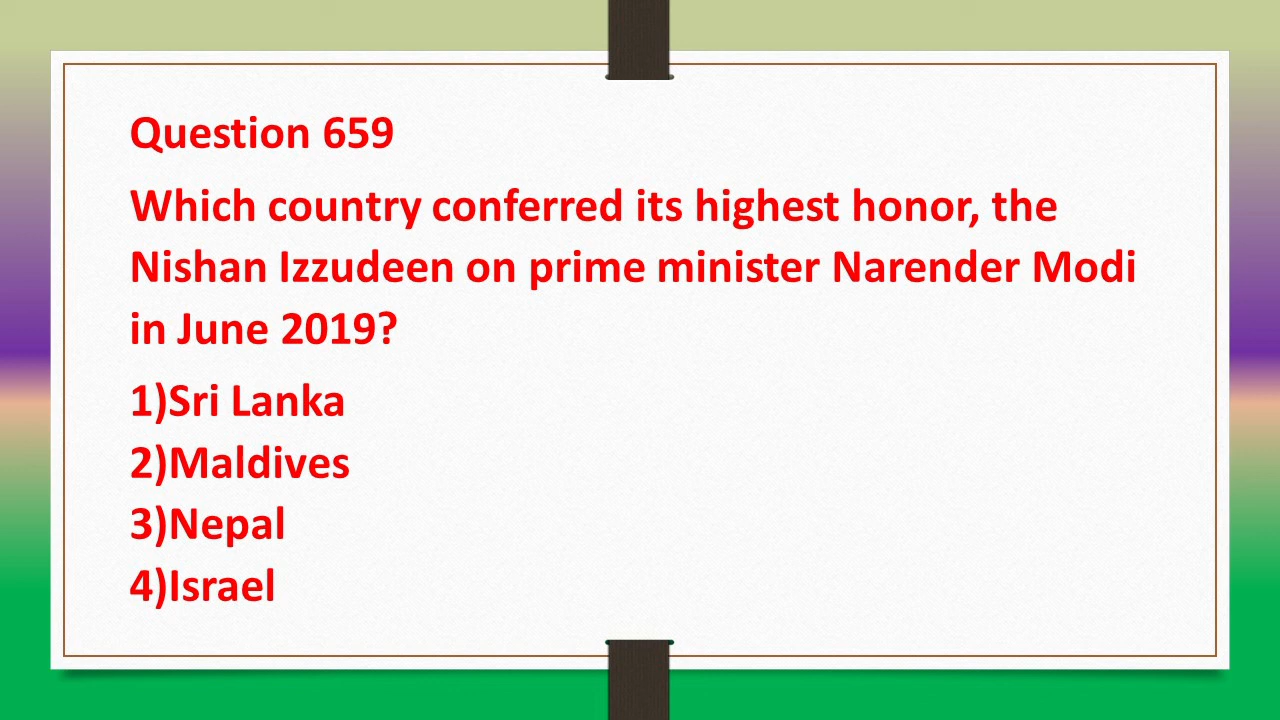 Question 659
Which country conferred its highest honor, the
Nishan Izzudeen on prime minister Narender Modi
in June 2019?
1)Sri Lanka
2)Maldives
3)Nepal
4)Israel